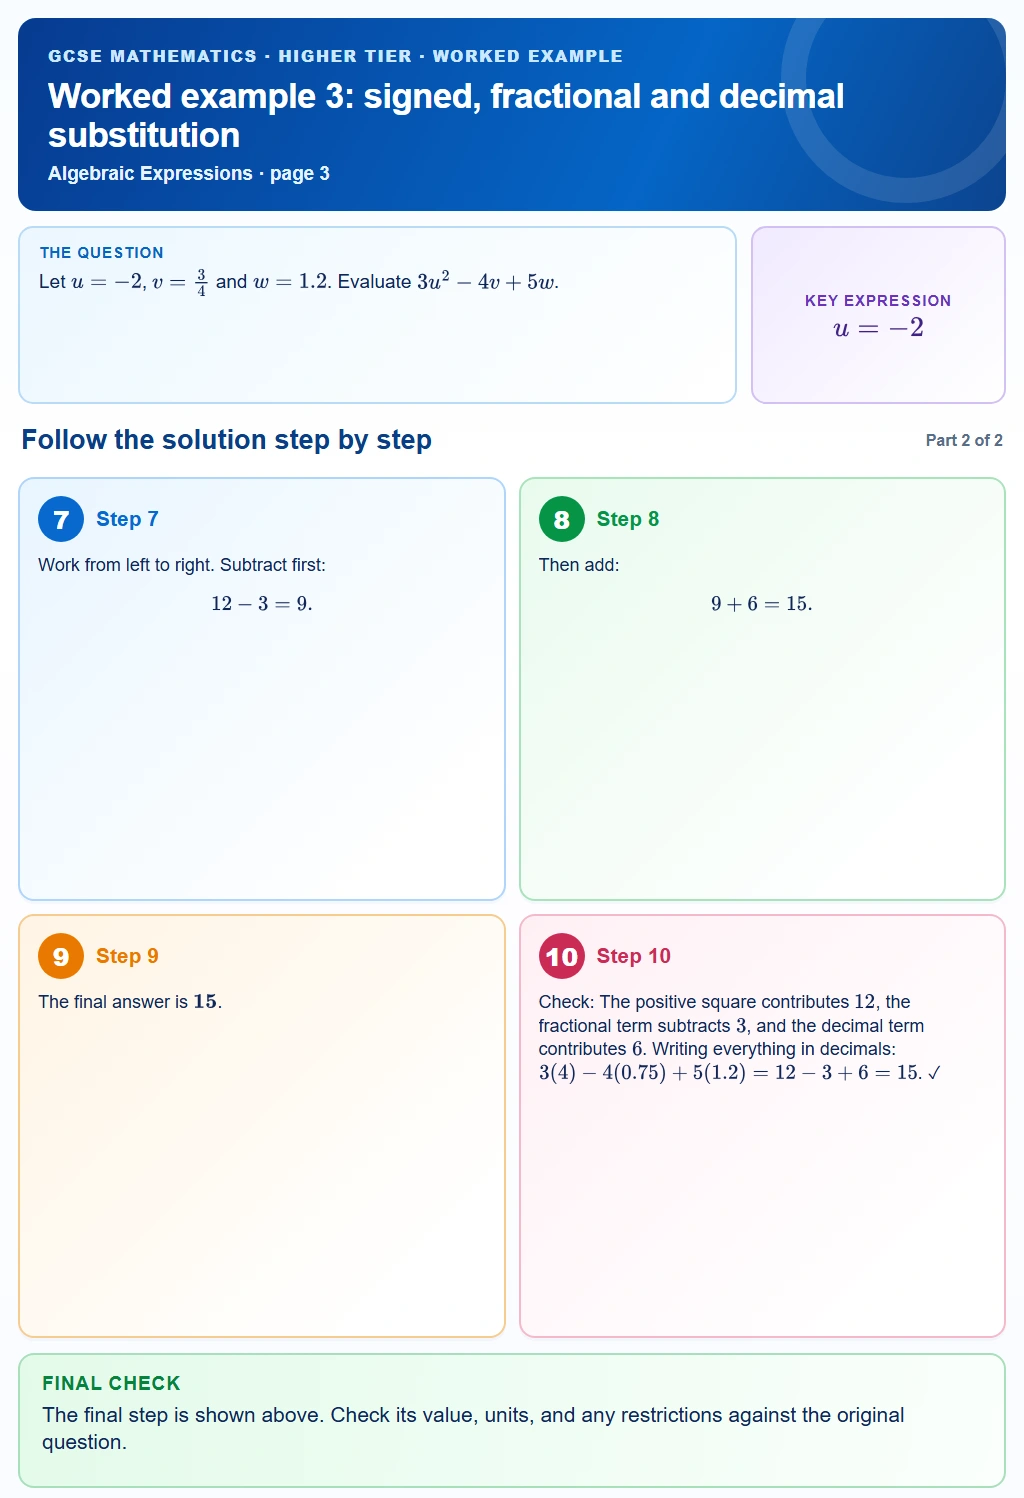 GCSE MATHEMATICS · HIGHER TIER · WORKED EXAMPLE
Worked example 3: signed, fractional and decimal
substitution
Algebraic Expressions · page 3
THE QUESTION
Let u = −2, v = 3/4 and w = 1.2. Evaluate 3u² − 4v + 5w.
KEY EXPRESSION
u = −2
Follow the solution step by step
Part 2 of 2
7 Step 7
Work from left to right. Subtract first:
12 − 3 = 9.
8 Step 8
Then add:
9 + 6 = 15.
9 Step 9
The final answer is 15.
10 Step 10
Check: The positive square contributes 12, the
fractional term subtracts 3, and the decimal term
contributes 6. Writing everything in decimals:
3(4) − 4(0.75) + 5(1.2) = 12 − 3 + 6 = 15. ✓
FINAL CHECK
The final step is shown above. Check its value, units, and any restrictions against the original
question.